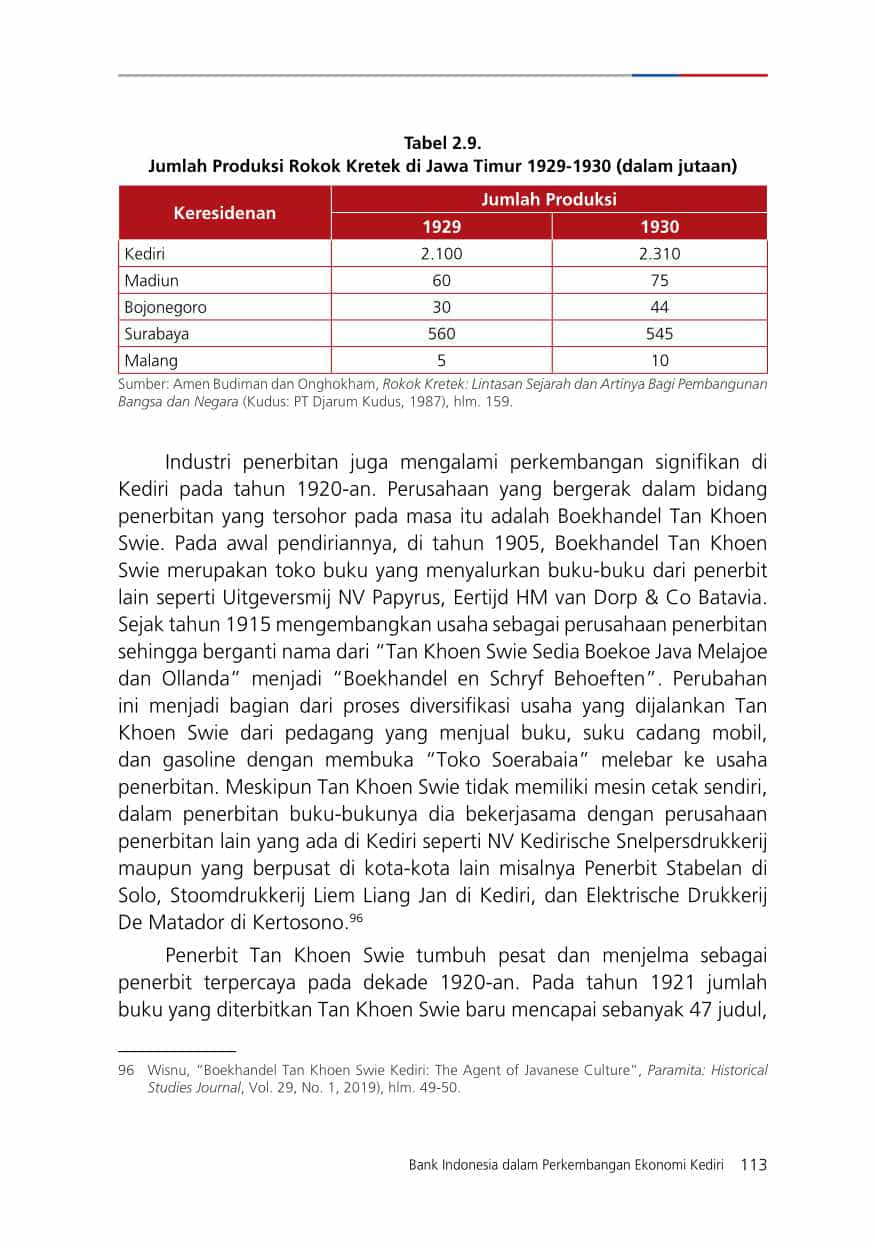 Tabel 2.9.
Jumlah Produksi Rokok Kretek di Jawa Timur 1929-1930 (dalam jutaan)
Keresidenan Jumlah Produksi
1929 1930
Kediri 2.100 2.310
Madiun 60 75
Bojonegoro 30 44
Surabaya 560 545
Malang 5 10
Sumber: Amen Budiman dan Onghokham, Rokok Kretek: Lintasan Sejarah dan Artinya Bagi Pembangunan
Bangsa dan Negara (Kudus: PT Djarum Kudus, 1987), hlm. 159.
Industri penerbitan juga mengalami perkembangan signifikan di
Kediri pada tahun 1920-an. Perusahaan yang bergerak dalam bidang
penerbitan yang tersohor pada masa itu adalah Boekhandel Tan Khoen
Swie. Pada awal pendiriannya, di tahun 1905, Boekhandel Tan Khoen
Swie merupakan toko buku yang menyalurkan buku-buku dari penerbit
lain seperti Uitgeversmij NV Papyrus, Eertijd HM van Dorp & Co Batavia.
Sejak tahun 1915 mengembangkan usaha sebagai perusahaan penerbitan
sehingga berganti nama dari “Tan Khoen Swie Sedia Boekoe Java Melajoe
dan Ollanda” menjadi “Boekhandel en Schryf Behoeften”. Perubahan
ini menjadi bagian dari proses diversifikasi usaha yang dijalankan Tan
Khoen Swie dari pedagang yang menjual buku, suku cadang mobil,
dan gasoline dengan membuka “Toko Soerabaia” melebar ke usaha
penerbitan. Meskipun Tan Khoen Swie tidak memiliki mesin cetak sendiri,
dalam penerbitan buku-bukunya dia bekerjasama dengan perusahaan
penerbitan lain yang ada di Kediri seperti NV Kedirische Snelpersdrukkerij
maupun yang berpusat di kota-kota lain misalnya Penerbit Stabelan di
Solo, Stoomdrukkerij Liem Liang Jan di Kediri, dan Elektrische Drukkerij
De Matador di Kertosono.96
Penerbit Tan Khoen Swie tumbuh pesat dan menjelma sebagai
penerbit terpercaya pada dekade 1920-an. Pada tahun 1921 jumlah
buku yang diterbitkan Tan Khoen Swie baru mencapai sebanyak 47 judul,
96 Wisnu, “Boekhandel Tan Khoen Swie Kediri: The Agent of Javanese Culture”, Paramita: Historical
Studies Journal, Vol. 29, No. 1, 2019), hlm. 49-50.
Bank Indonesia dalam Perkembangan Ekonomi Kediri 113